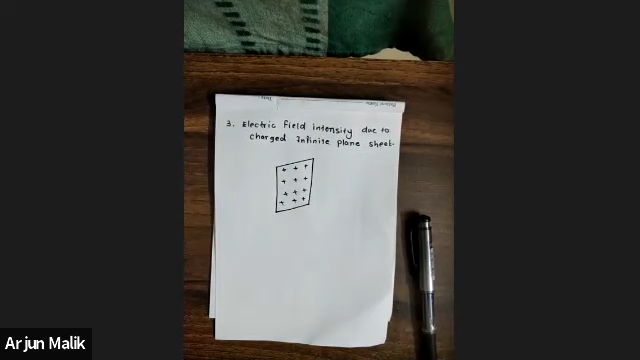 3. Electric Field intensity due to
charged Infinite plane sheet.
Arjun Malik